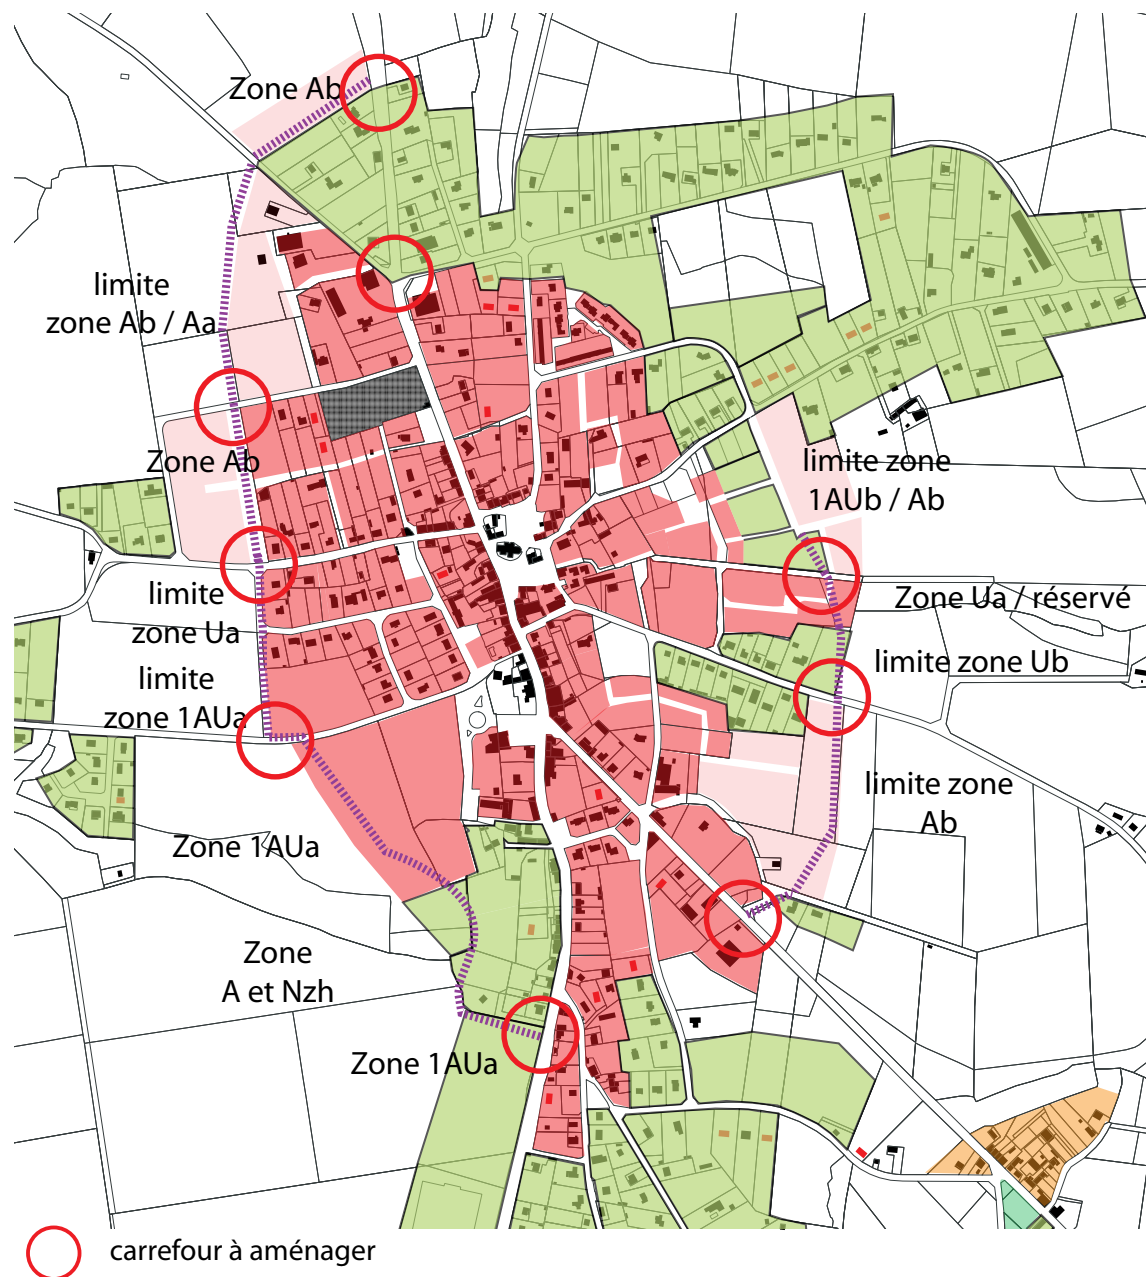 Zone Ab
limite
zone Ab / Aa
Zone Ab
limite zone
1AUb / Ab
limite
zone Ua
Zone Ua / réservé
limite zone Ub
limite
zone 1AUa
limite zone
Ab
Zone 1AUa
Zone
A et Nzh
Zone 1AUa
carrefour à aménager